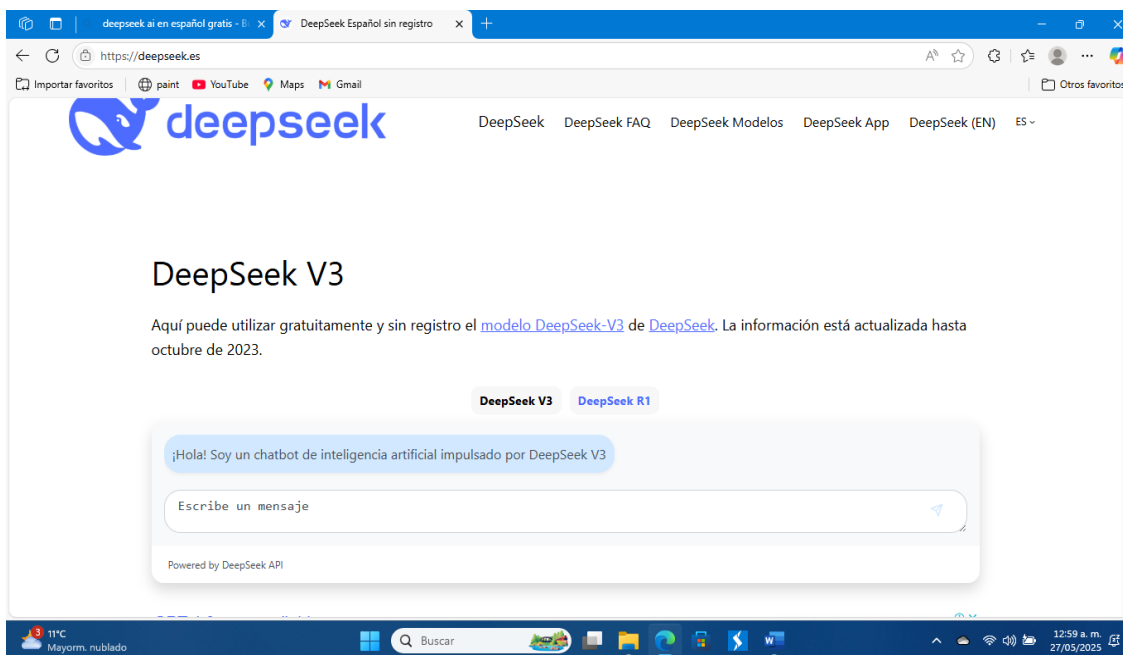 deepseek ai en español gratis - B
DeepSeek Español sin registro
https://deepseek.es
Importar favoritos
paint
YouTube
Maps
Gmail
Otros favoritos
deepseek
DeepSeek
DeepSeek FAQ
DeepSeek Modelos
DeepSeek App
DeepSeek (EN)
ES
DeepSeek V3
Aquí puede utilizar gratuitamente y sin registro el modelo DeepSeek-V3 de DeepSeek. La información está actualizada hasta
octubre de 2023.
DeepSeek V3
DeepSeek R1
¡Hola! Soy un chatbot de inteligencia artificial impulsado por DeepSeek V3
Escribe un mensaje
Powered by DeepSeek API
3
11°C
Mayorm. nublado
Buscar
12:59 a. m.
27/05/2025